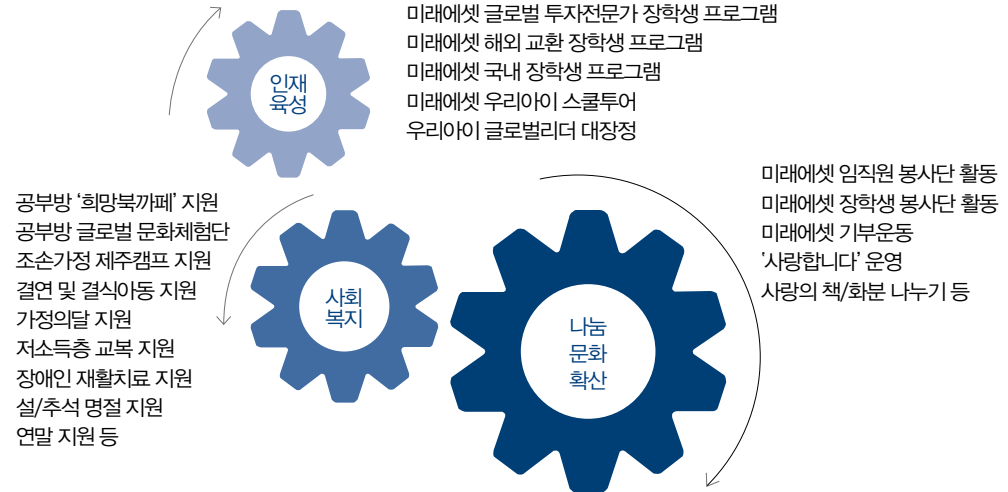 미래에셋 글로벌 투자전문가 장학생 프로그램
미래에셋 해외 교환 장학생 프로그램
미래에셋 국내 장학생 프로그램
미래에셋 우리아이 스쿨투어
우리아이 글로벌리더 대장정
인재
육성
공부방 ‘희망북까페’ 지원
공부방 글로벌 문화체험단
조손가정 제주캠프 지원
결연 및 결식아동 지원
가정의달 지원
저소득층 교복 지원
장애인 재활치료 지원
설/추석 명절 지원
연말 지원 등
사회
복지
나눔
문화
확산
미래에셋 임직원 봉사단 활동
미래에셋 장학생 봉사단 활동
미래에셋 기부운동
‘사랑합니다’ 운영
사랑의 책/화분 나누기 등